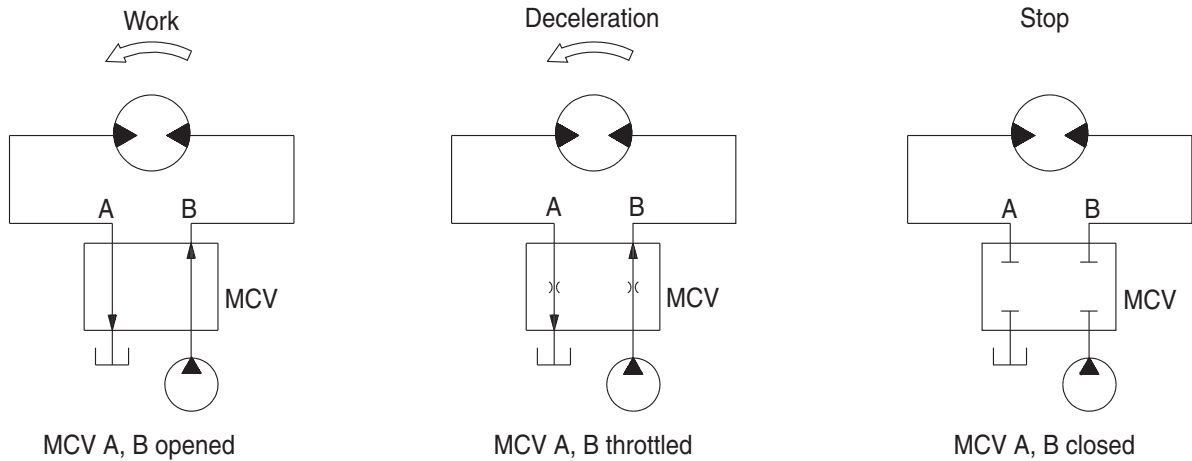 Work
Deceleration
Stop
A B
A B
A B
MCV
MCV
MCV
MCV A, B opened
MCV A, B throttled
MCV A, B closed